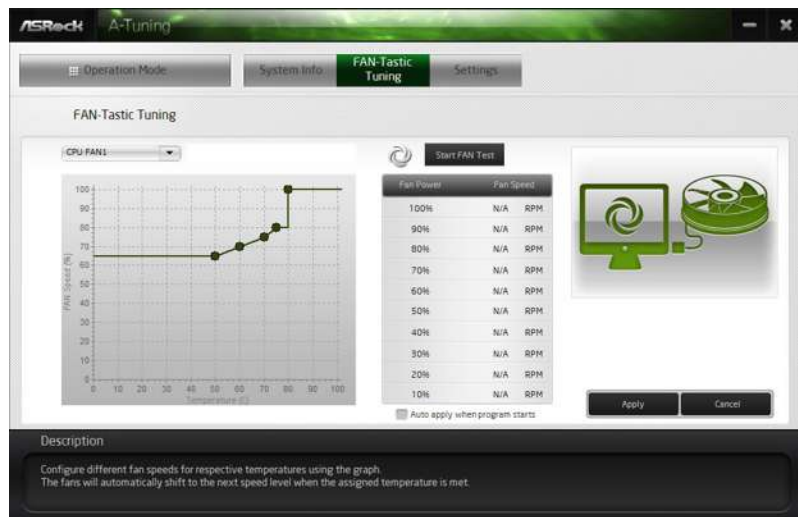 ASRock A-Tuning
Operation Mode
System Info
FAN-Tastic
Tuning
Settings
FAN-Tastic Tuning
CPU FAN1
Start FAN Test
100
90
80
70
60
50
40
30
20
10
0
FAN Speed (%)
0 10 20 30 40 50 60 70 80 90 100
Temperature (C)
Fan Power Fan Speed
100% N/A RPM
90% N/A RPM
80% N/A RPM
70% N/A RPM
60% N/A RPM
50% N/A RPM
40% N/A RPM
30% N/A RPM
20% N/A RPM
10% N/A RPM
Auto apply when program starts
Apply
Cancel
Description
Configure different fan speeds for respective temperatures using the graph.
The fans will automatically shift to the next speed level when the assigned temperature is met.